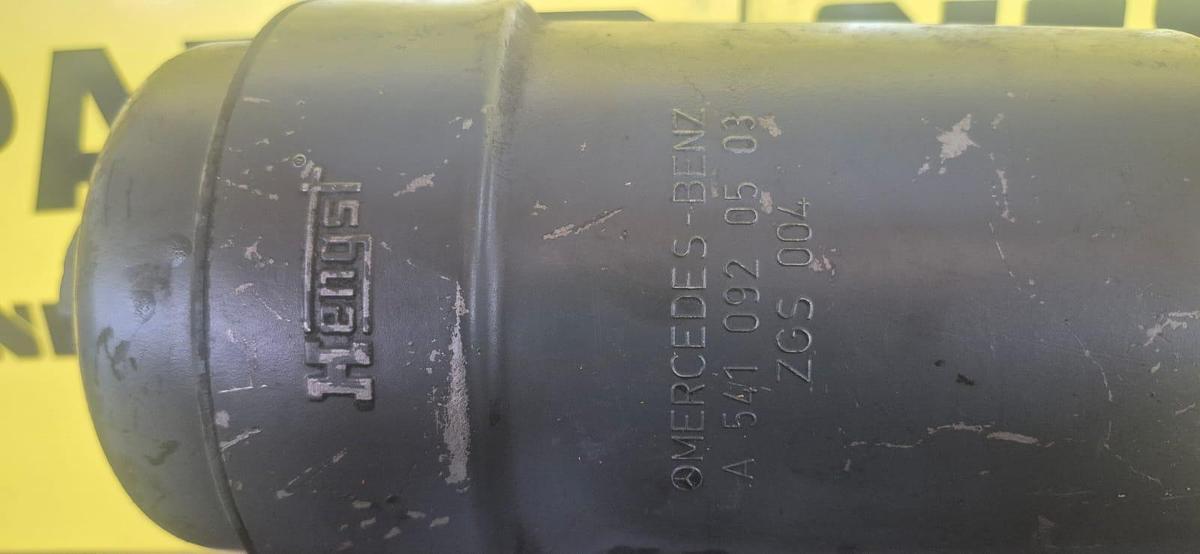 Hengst®
MERCEDES-BENZ
A 541 092 05 03
ZGS 004